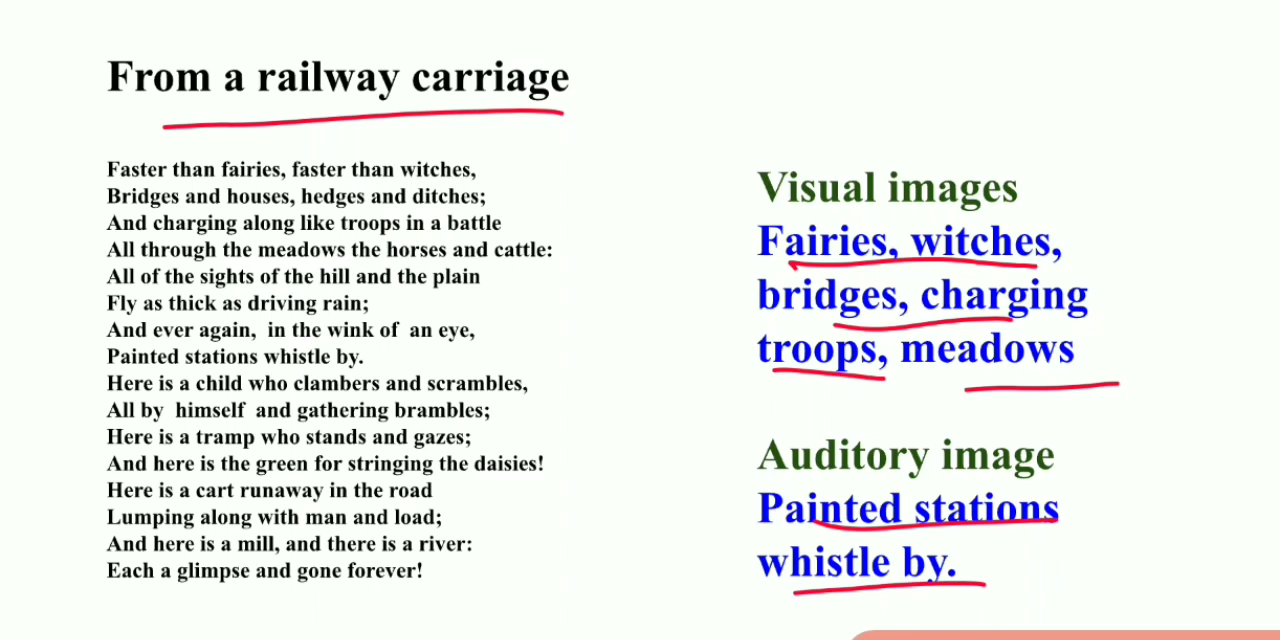 From a railway carriage
Faster than fairies, faster than witches,
Bridges and houses, hedges and ditches;
And charging along like troops in a battle
All through the meadows the horses and cattle:
All of the sights of the hill and the plain
Fly as thick as driving rain;
And ever again, in the wink of an eye,
Painted stations whistle by.
Here is a child who clambers and scrambles,
All by himself and gathering brambles;
Here is a tramp who stands and gazes;
And here is the green for stringing the daisies!
Here is a cart runaway in the road
Lumping along with man and load;
And here is a mill, and there is a river:
Each a glimpse and gone forever!
Visual images
Fairies, witches,
bridges, charging
troops, meadows
Auditory image
Painted stations
whistle by.